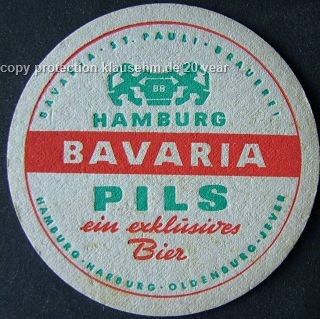 BAVARIA - ST. PAULI - BRAUEREI
copy protection klausehm.de 20 year
BB
HAMBURG
BAVARIA
PILS
ein exklusives
Bier
HAMBURG-HARBURG-OLDENBURG-JEVER